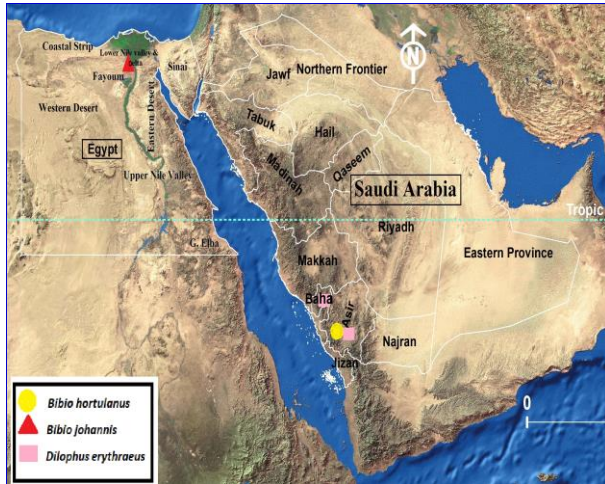 Coastal Strip
Lower Nile valley &
Delta
Fayoum
Sinai
Western Desert
Eastern Desert
Egypt
Upper Nile Valley
G. Elba
N
Jawf
Northern Frontier
Tabuk
Hail
Madinah
Qaseem
Saudi Arabia
Riyadh
Tropic
Eastern Province
Makkah
Baha
Asir
Najran
Jizan
0
Bibio hortulanus
Bibio johannis
Dilophus erythraeus